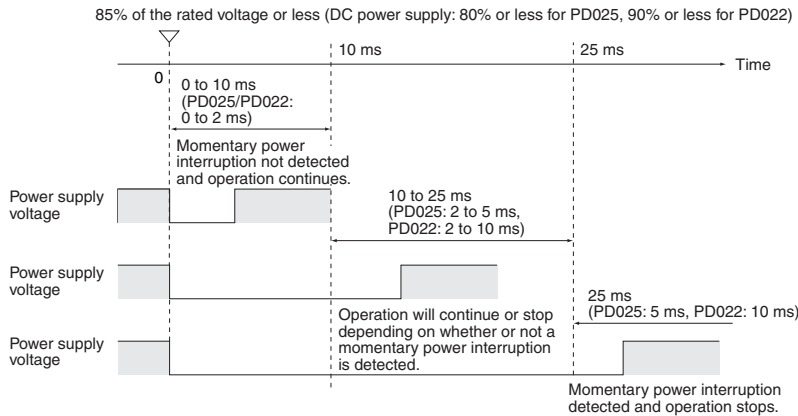 85% of the rated voltage or less (DC power supply: 80% or less for PD025, 90% or less for PD022)
10 ms
25 ms
Time
0
0 to 10 ms
(PD025/PD022:
0 to 2 ms)
Momentary power
interruption not detected
and operation continues.
Power supply
voltage
10 to 25 ms
(PD025: 2 to 5 ms,
PD022: 2 to 10 ms)
Power supply
voltage
Operation will continue or stop
depending on whether or not a
momentary power interruption
is detected.
25 ms
(PD025: 5 ms, PD022: 10 ms)
Power supply
voltage
Momentary power interruption
detected and operation stops.